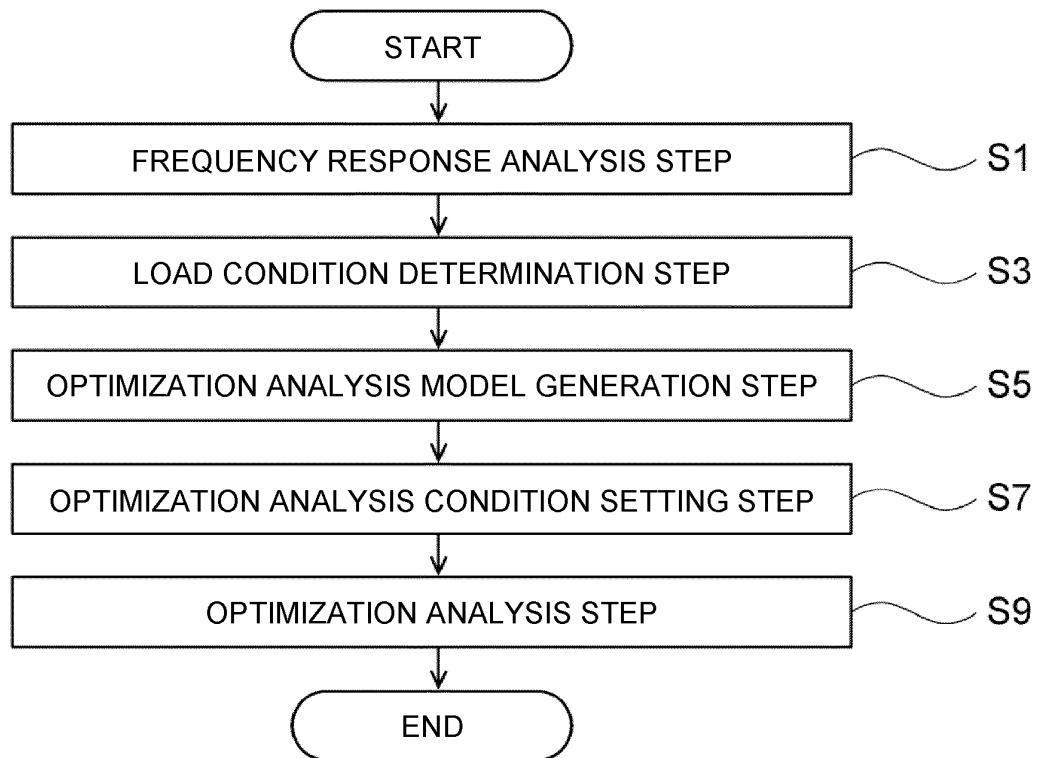 START
FREQUENCY RESPONSE ANALYSIS STEP
S1
LOAD CONDITION DETERMINATION STEP
S3
OPTIMIZATION ANALYSIS MODEL GENERATION STEP
S5
OPTIMIZATION ANALYSIS CONDITION SETTING STEP
S7
OPTIMIZATION ANALYSIS STEP
S9
END